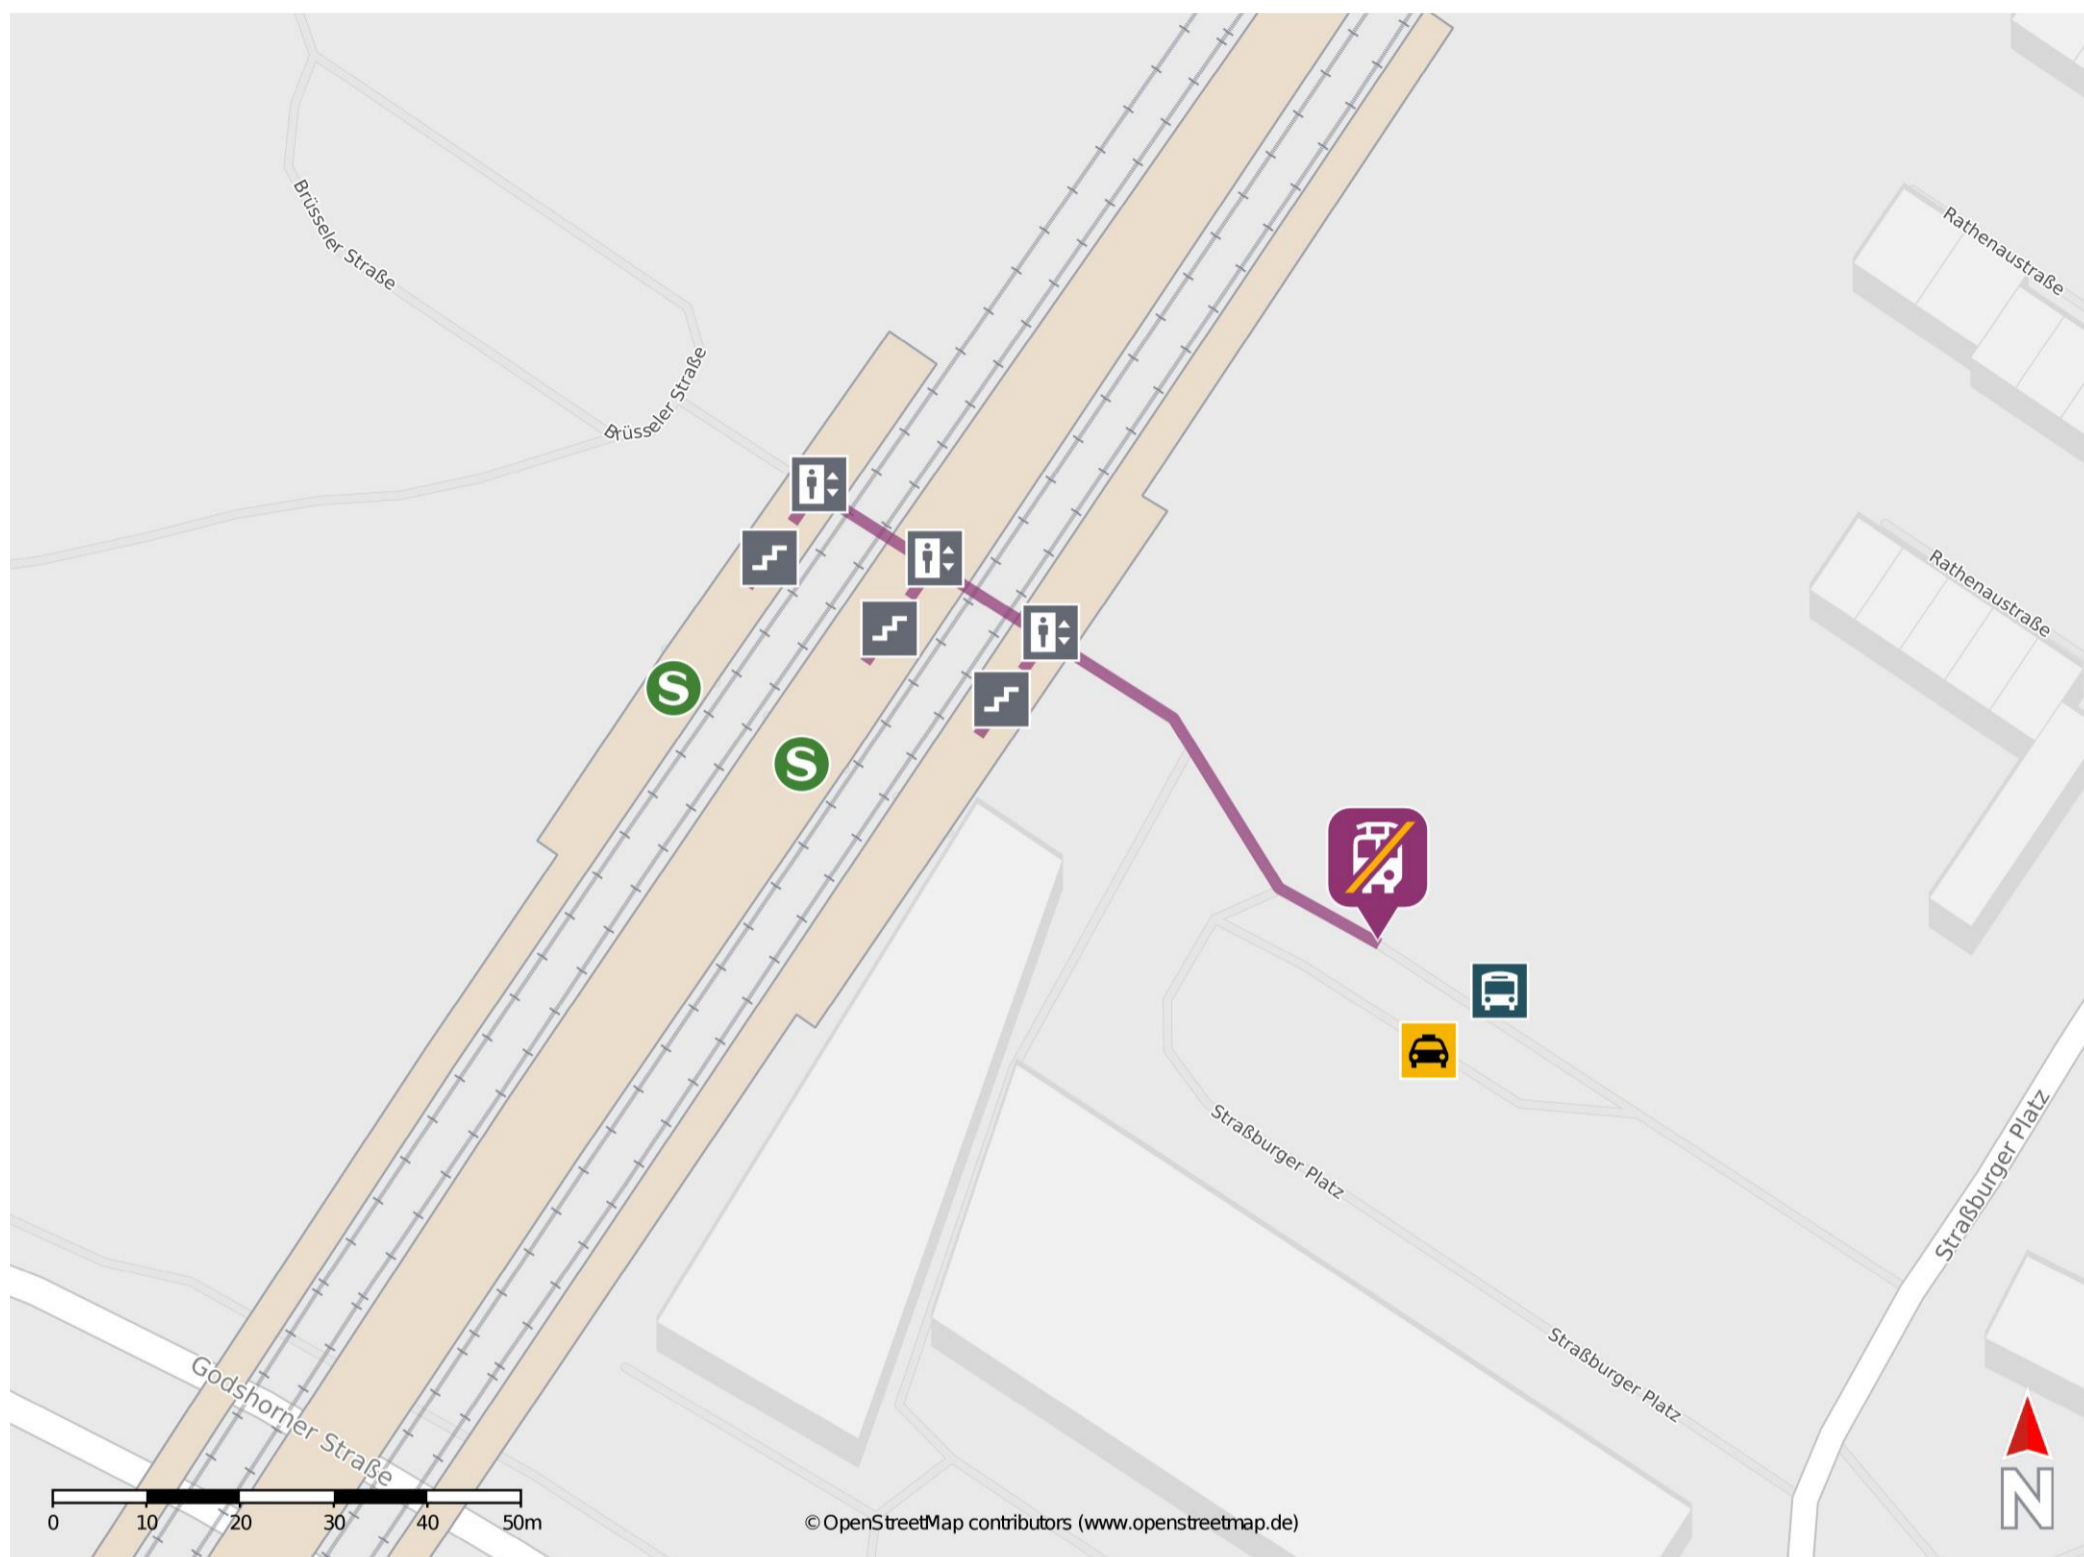 Brüsseler Straße
Rathenaustraße
Brüsseler Straße
Rathenaustraße
S
S
Straßburger Platz
Straßburger Platz
Straßburger Platz
Godshorner Straße
0 10 20 30 40 50m
© OpenStreetMap contributors (www.openstreetmap.de)
N